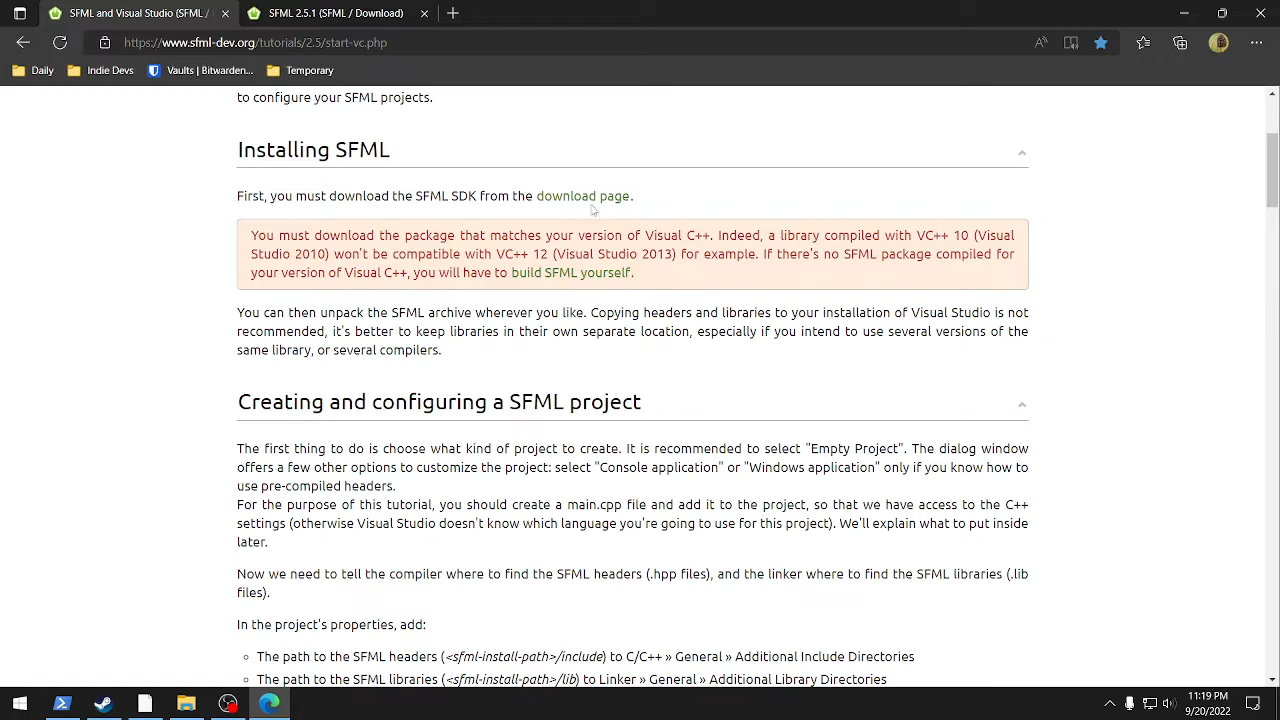 SFML and Visual Studio (SFML /
SFML 2.5.1 (SFML / Download)
https://www.sfml-dev.org/tutorials/2.5/start-vc.php
Daily
Indie Devs
Vaults | Bitwarden...
Temporary
to configure your SFML projects.
Installing SFML
First, you must download the SFML SDK from the download page.
You must download the package that matches your version of Visual C++. Indeed, a library compiled with VC++ 10 (Visual
Studio 2010) won't be compatible with VC++ 12 (Visual Studio 2013) for example. If there's no SFML package compiled for
your version of Visual C++, you will have to build SFML yourself.
You can then unpack the SFML archive wherever you like. Copying headers and libraries to your installation of Visual Studio is not
recommended, it's better to keep libraries in their own separate location, especially if you intend to use several versions of the
same library, or several compilers.
Creating and configuring a SFML project
The first thing to do is choose what kind of project to create. It is recommended to select "Empty Project". The dialog window
offers a few other options to customize the project: select "Console application" or "Windows application" only if you know how to
use pre-compiled headers.
For the purpose of this tutorial, you should create a main.cpp file and add it to the project, so that we have access to the C++
settings (otherwise Visual Studio doesn't know which language you're going to use for this project). We'll explain what to put inside
later.
Now we need to tell the compiler where to find the SFML headers (.hpp files), and the linker where to find the SFML libraries (.lib
files).
In the project's properties, add:
The path to the SFML headers (<sfml-install-path>/include) to C/C++ » General » Additional Include Directories
The path to the SFML libraries (<sfml-install-path>/lib) to Linker » General » Additional Library Directories
11:19 PM
9/20/2022